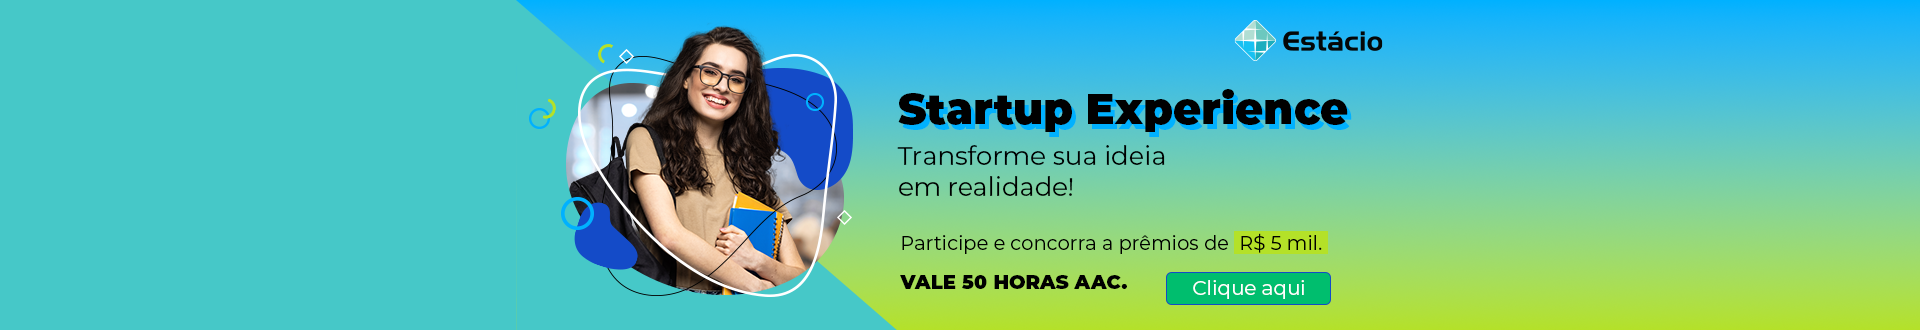 Estácio
Startup Experience
Transforme sua ideia
em realidade!
Participe e concorra a prêmios de R$ 5 mil.
VALE 50 HORAS AAC.
Clique aqui